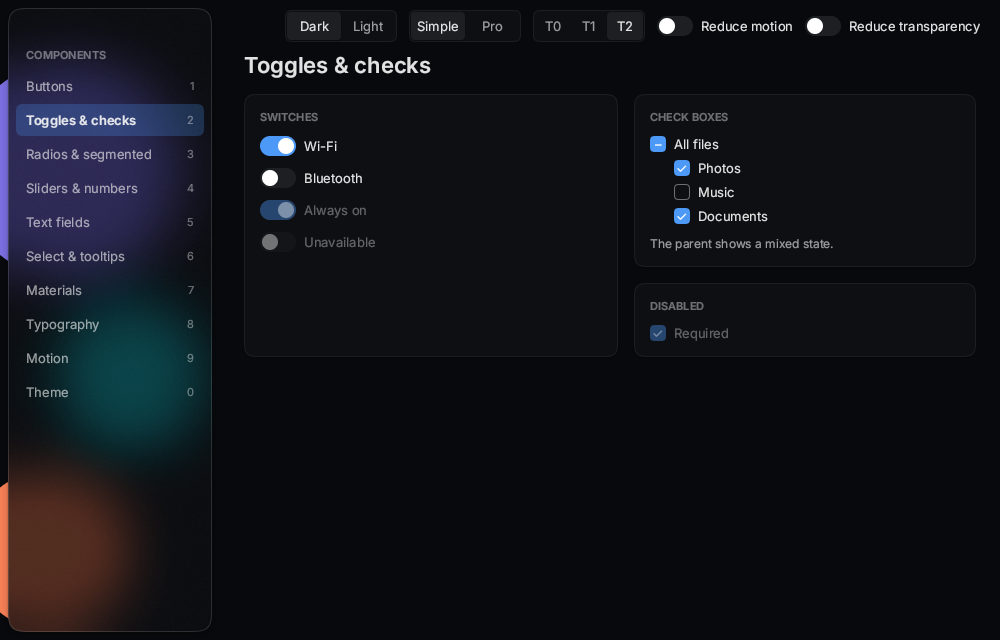 Dark Light Simple Pro T0 T1 T2 Reduce motion Reduce transparency
COMPONENTS
Buttons 1
Toggles & checks 2
Radios & segmented 3
Sliders & numbers 4
Text fields 5
Select & tooltips 6
Materials 7
Typography 8
Motion 9
Theme 0
Toggles & checks
SWITCHES
Wi-Fi
Bluetooth
Always on
Unavailable
CHECK BOXES
All files
Photos
Music
Documents
The parent shows a mixed state.
DISABLED
Required